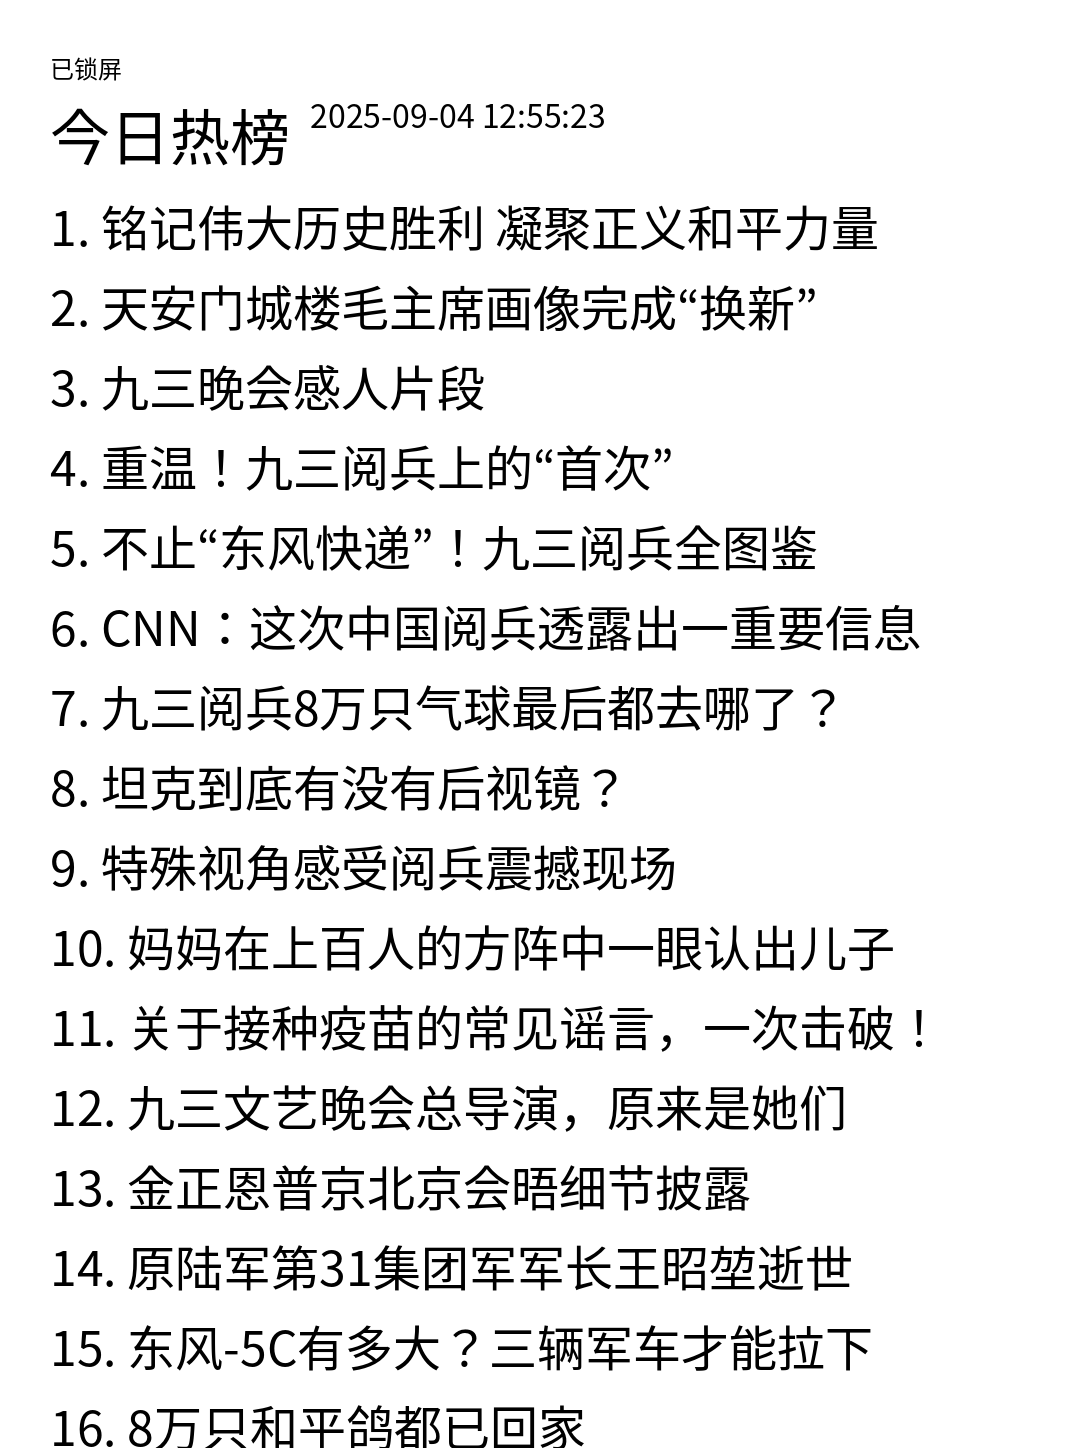 已锁屏
今日热榜 2025-09-04 12:55:23
1. 铭记伟大历史胜利 凝聚正义和平力量
2. 天安门城楼毛主席画像完成“换新”
3. 九三晚会感人片段
4. 重温！九三阅兵上的“首次”
5. 不止“东风快递”！九三阅兵全图鉴
6. CNN：这次中国阅兵透露出一重要信息
7. 九三阅兵8万只气球最后都去哪了？
8. 坦克到底有没有后视镜？
9. 特殊视角感受阅兵震撼现场
10. 妈妈在上百人的方阵中一眼认出儿子
11. 关于接种疫苗的常见谣言，一次击破！
12. 九三文艺晚会总导演，原来是她们
13. 金正恩普京北京会晤细节披露
14. 原陆军第31集团军军长王昭堃逝世
15. 东风-5C有多大？三辆军车才能拉下
16. 8万只和平鸽都已回家